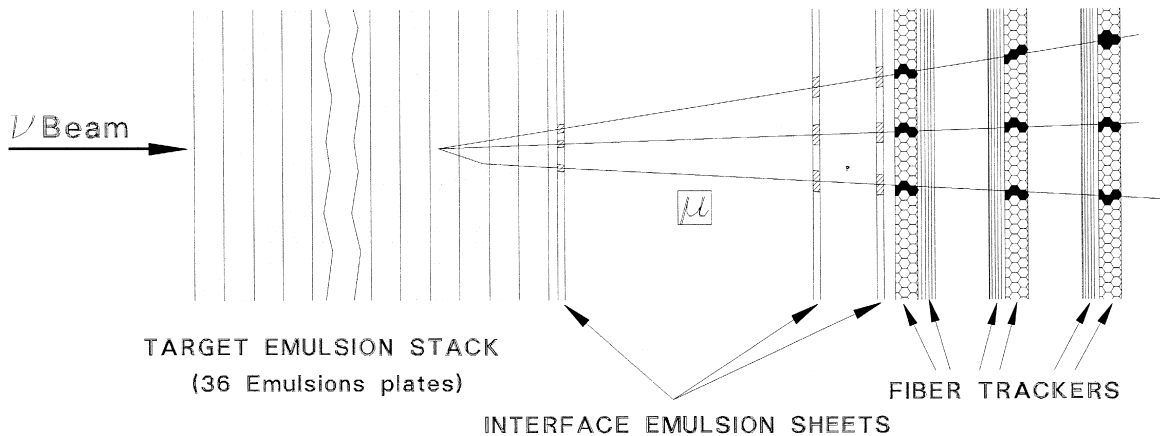 ν Beam
μ
TARGET EMULSION STACK
(36 Emulsions plates)
FIBER TRACKERS
INTERFACE EMULSION SHEETS